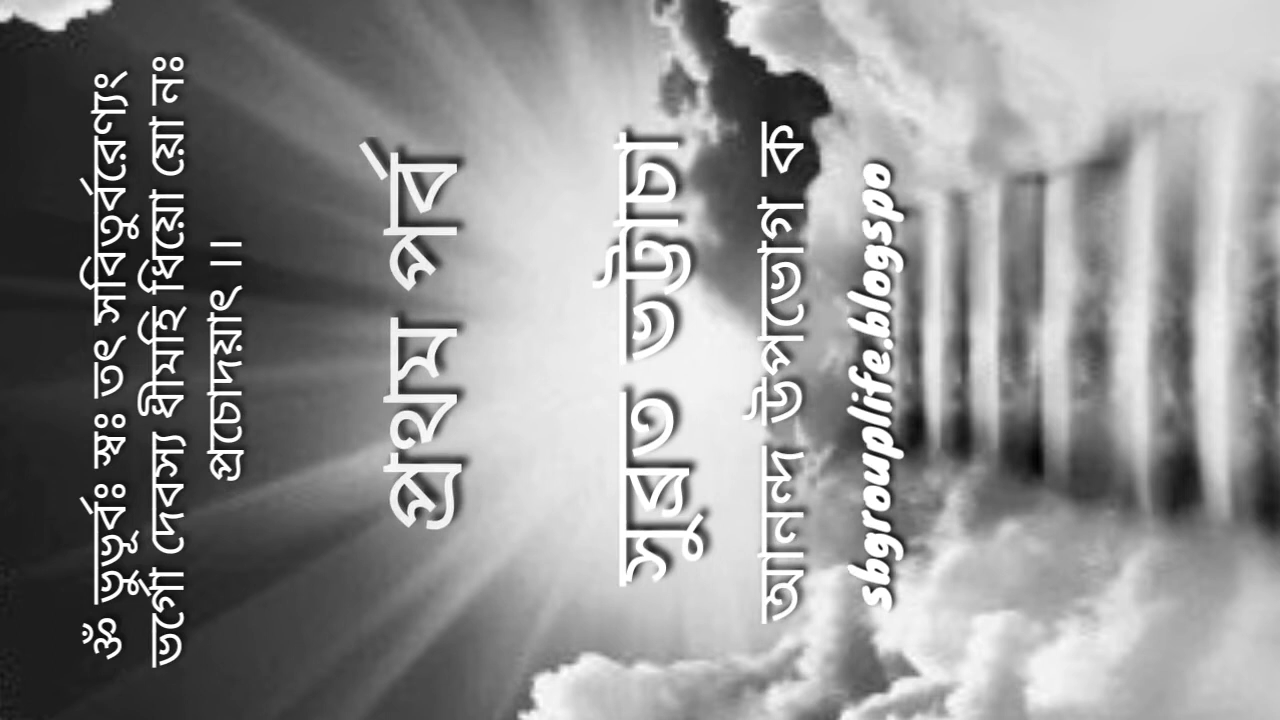 ॐ ভূর্ভুবঃ স্বঃ তৎ সবিতুর্বরেণ্যং
ভর্গো দেবস্য ধীমহি ধিয়ো য়ো নঃ
প্রচোদয়াৎ ।।
প্রথম পর্ব
সুব্রত ভট্টাচা
আনন্দ উপভোগ ক
sbgrouplife.blogspo